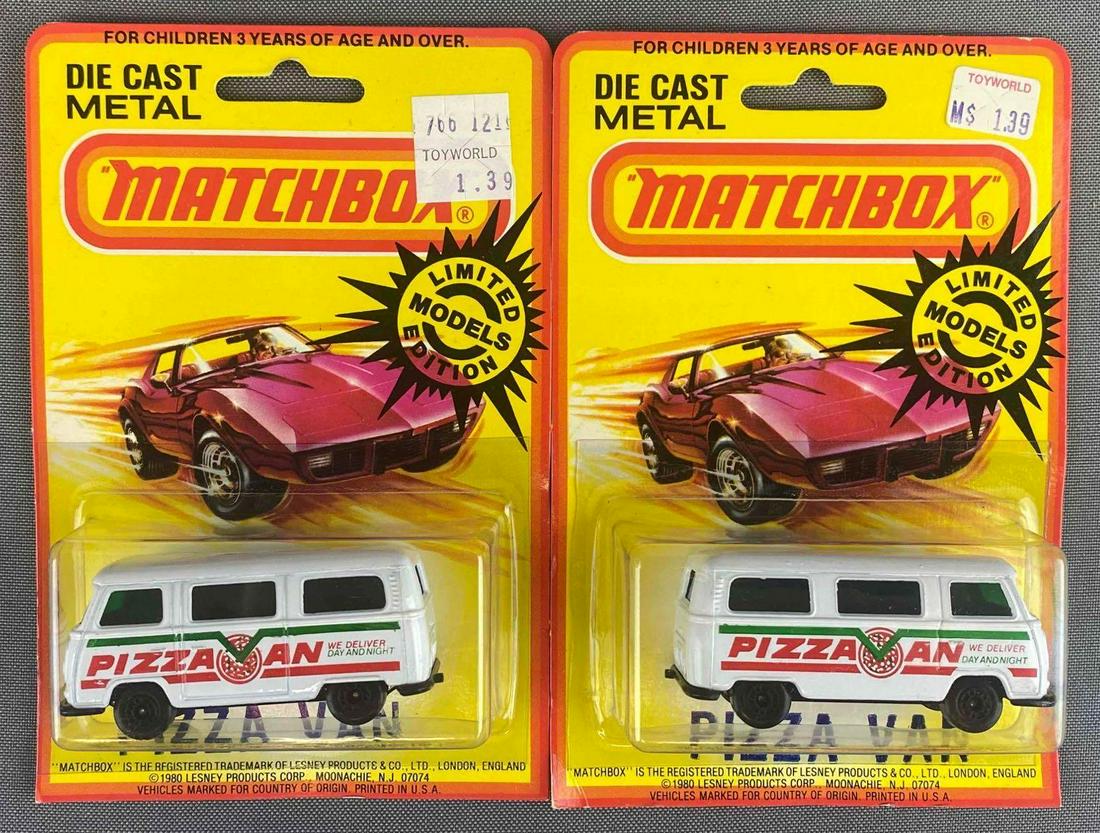 FOR CHILDREN 3 YEARS OF AGE AND OVER.
DIE CAST
METAL
766 121
TOYWORLD
1.39
"MATCHBOX ®
LIMITED
MODELS
EDITION
PIZZA VAN
WE DELIVER
DAY AND NIGHT
PIZZA VAN
"MATCHBOX" IS THE REGISTERED TRADEMARK OF LESNEY PRODUCTS & CO., LTD., LONDON, ENGLAND
©1980 LESNEY PRODUCTS CORP., MOONACHIE, N.J. 07074
VEHICLES MARKED FOR COUNTRY OF ORIGIN. PRINTED IN U.S.A.
FOR CHILDREN 3 YEARS OF AGE AND OVER.
DIE CAST
METAL
TOYWORLD
M$ 1.39
"MATCHBOX" ®
LIMITED
MODELS
EDITION
PIZZA VAN
WE DELIVER
DAY AND NIGHT
PIZZA VAN
"MATCHBOX" IS THE REGISTERED TRADEMARK OF LESNEY PRODUCTS & CO., LTD., LONDON, ENGLAND
©1980 LESNEY PRODUCTS CORP., MOONACHIE, N.J. 07074
VEHICLES MARKED FOR COUNTRY OF ORIGIN. PRINTED IN U.S.A.